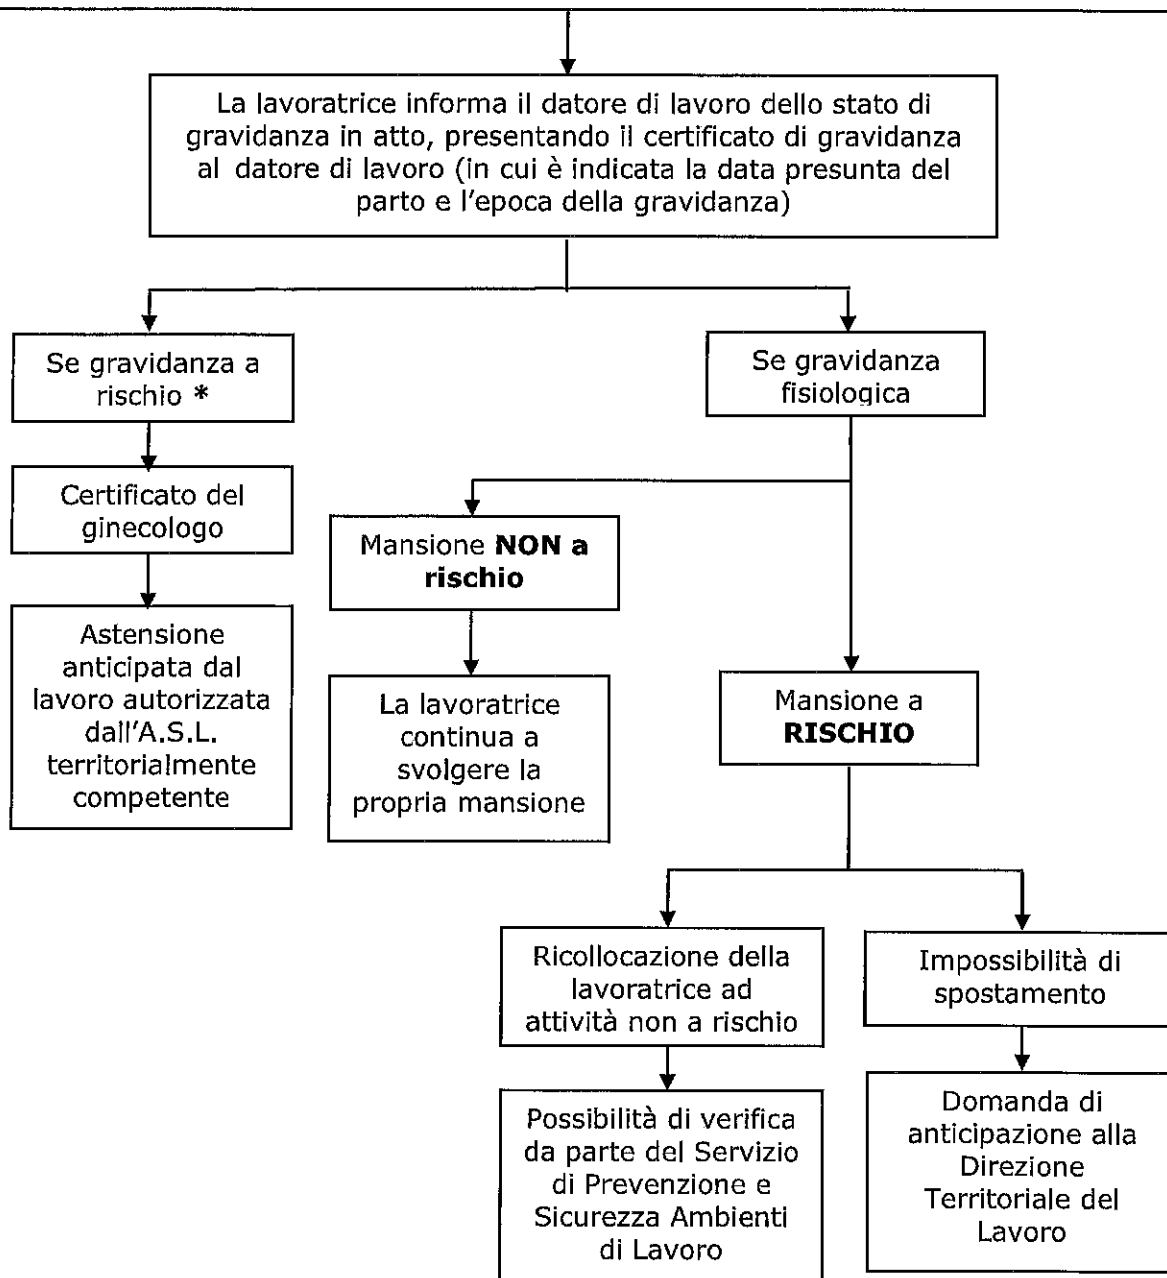 La lavoratrice informa il datore di lavoro dello stato di
gravidanza in atto, presentando il certificato di gravidanza
al datore di lavoro (in cui è indicata la data presunta del
parto e l'epoca della gravidanza)
Se gravidanza a
rischio *
Se gravidanza
fisiologica
Certificato del
ginecologo
Mansione NON a
rischio
Astensione
anticipata dal
lavoro autorizzata
dall'A.S.L.
territorialmente
competente
La lavoratrice
continua a
svolgere la
propria mansione
Mansione a
RISCHIO
Ricollocazione della
lavoratrice ad
attività non a rischio
Impossibilità di
spostamento
Possibilità di verifica
da parte del Servizio
di Prevenzione e
Sicurezza Ambienti
di Lavoro
Domanda di
anticipazione alla
Direzione
Territoriale del
Lavoro